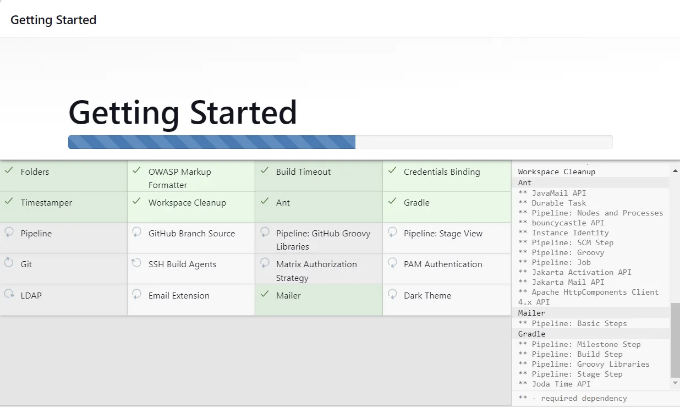 Getting Started
Getting Started
Folders
OWASP Markup
Formatter
Build Timeout
Credentials Binding
Timestamper
Workspace Cleanup
Ant
Gradle
Pipeline
GitHub Branch Source
Pipeline: GitHub Groovy
Libraries
Pipeline: Stage View
Git
SSH Build Agents
Matrix Authorization
Strategy
PAM Authentication
LDAP
Email Extension
Mailer
Dark Theme
Workspace Cleanup
Ant
** JavaMail API
** Durable Task
** Pipeline: Nodes and Processes
** bouncycastle API
** Instance Identity
** Pipeline: SCM Step
** Pipeline: Groovy
** Pipeline: Job
** Jakarta Activation API
** Jakarta Mail API
** Apache HttpComponents Client
4.x API
Mailer
** Pipeline: Basic Steps
Gradle
** Pipeline: Milestone Step
** Pipeline: Build Step
** Pipeline: Groovy Libraries
** Pipeline: Stage Step
** Joda Time API
** - required dependency